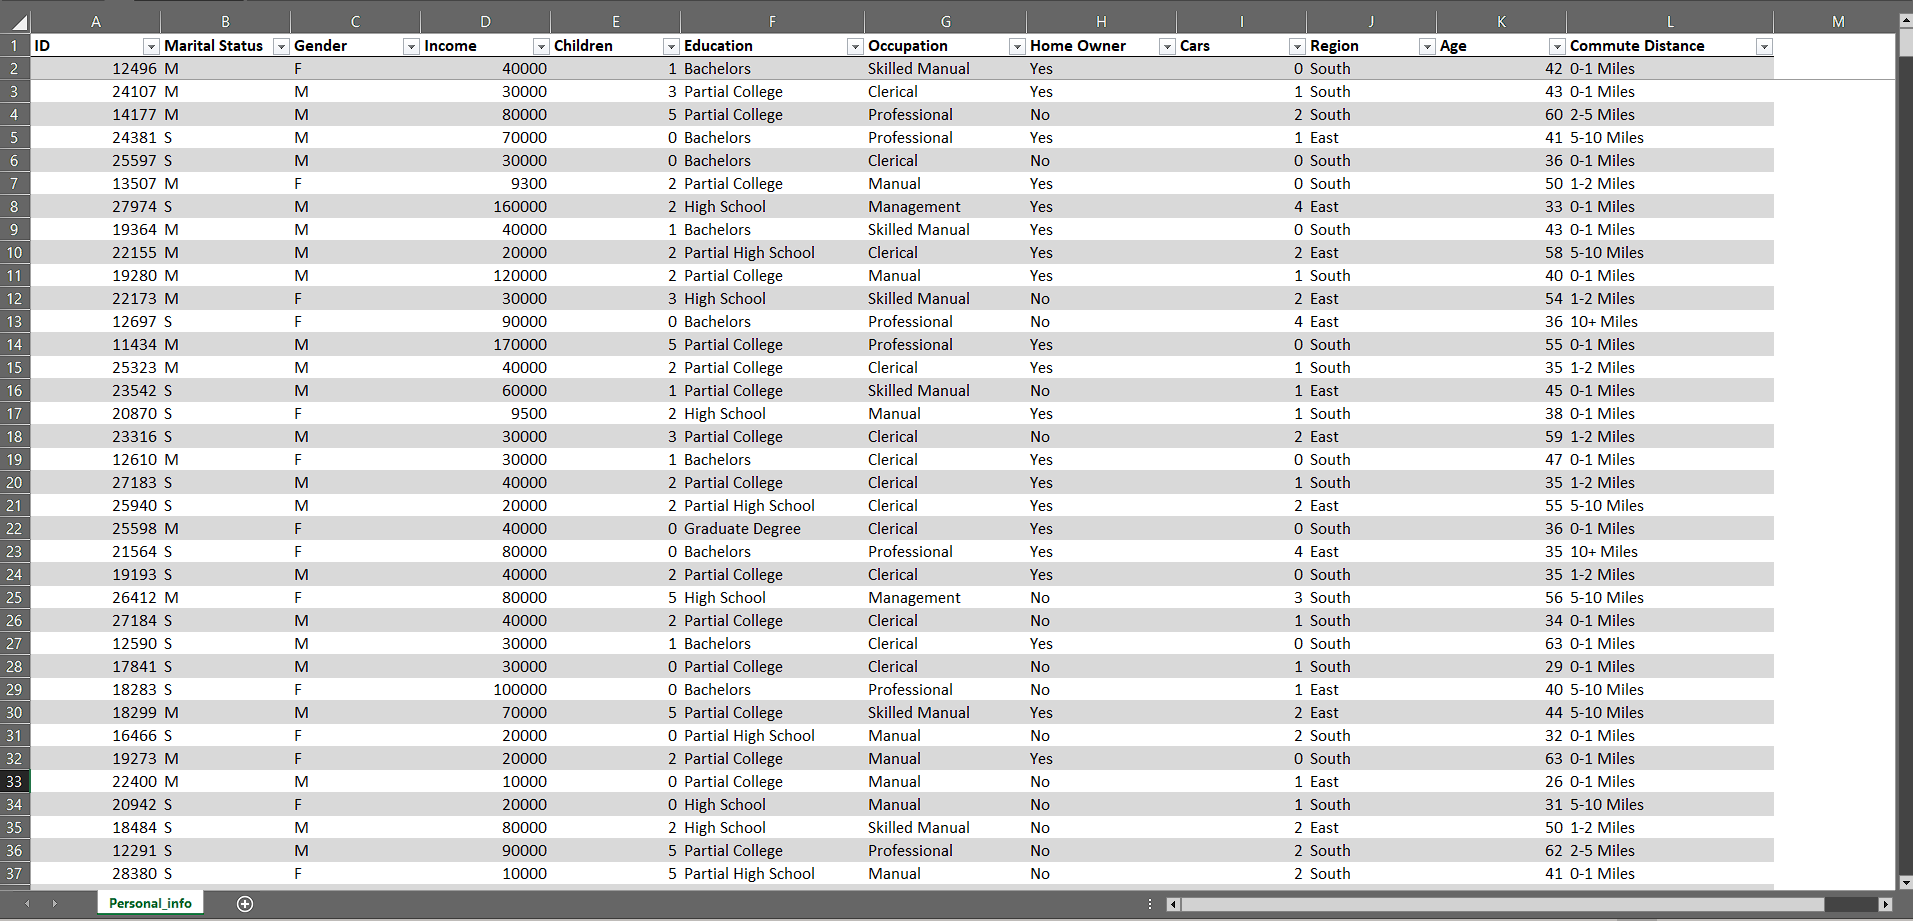 A B C D E F G H I J K L M
1 ID Marital Status Gender Income Children Education Occupation Home Owner Cars Region Age Commute Distance
2 12496 M F 40000 1 Bachelors Skilled Manual Yes 0 South 42 0-1 Miles
3 24107 M M 30000 3 Partial College Clerical Yes 1 South 43 0-1 Miles
4 14177 M M 80000 5 Partial College Professional No 2 South 60 2-5 Miles
5 24381 S M 70000 0 Bachelors Professional Yes 1 East 41 5-10 Miles
6 25597 S M 30000 0 Bachelors Clerical No 0 South 36 0-1 Miles
7 13507 M F 9300 2 Partial College Manual Yes 0 South 50 1-2 Miles
8 27974 S M 160000 2 High School Management Yes 4 East 33 0-1 Miles
9 19364 M M 40000 1 Bachelors Skilled Manual Yes 0 South 43 0-1 Miles
10 22155 M M 20000 2 Partial High School Clerical Yes 2 East 58 5-10 Miles
11 19280 M M 120000 2 Partial College Manual Yes 1 South 40 0-1 Miles
12 22173 M F 30000 3 High School Skilled Manual No 2 East 54 1-2 Miles
13 12697 S F 90000 0 Bachelors Professional No 4 East 36 10+ Miles
14 11434 M M 170000 5 Partial College Professional Yes 0 South 55 0-1 Miles
15 25323 M M 40000 2 Partial College Clerical Yes 1 South 35 1-2 Miles
16 23542 S M 60000 1 Partial College Skilled Manual No 1 East 45 0-1 Miles
17 20870 S F 9500 2 High School Manual Yes 1 South 38 0-1 Miles
18 23316 S M 30000 3 Partial College Clerical No 2 East 59 1-2 Miles
19 12610 M F 30000 1 Bachelors Clerical Yes 0 South 47 0-1 Miles
20 27183 S M 40000 2 Partial College Clerical Yes 1 South 35 1-2 Miles
21 25940 S M 20000 2 Partial High School Clerical Yes 2 East 55 5-10 Miles
22 25598 M F 40000 0 Graduate Degree Clerical Yes 0 South 36 0-1 Miles
23 21564 S F 80000 0 Bachelors Professional Yes 4 East 35 10+ Miles
24 19193 S M 40000 2 Partial College Clerical Yes 0 South 35 1-2 Miles
25 26412 M F 80000 5 High School Management No 3 South 56 5-10 Miles
26 27184 S M 40000 2 Partial College Clerical No 1 South 34 0-1 Miles
27 12590 S M 30000 1 Bachelors Clerical Yes 0 South 63 0-1 Miles
28 17841 S M 30000 0 Partial College Clerical No 1 South 29 0-1 Miles
29 18283 S F 100000 0 Bachelors Professional No 1 East 40 5-10 Miles
30 18299 M M 70000 5 Partial College Skilled Manual Yes 2 East 44 5-10 Miles
31 16466 S F 20000 0 Partial High School Manual No 2 South 32 0-1 Miles
32 19273 M F 20000 2 Partial College Manual Yes 0 South 63 0-1 Miles
33 22400 M M 10000 0 Partial College Manual No 1 East 26 0-1 Miles
34 20942 S F 20000 0 High School Manual No 1 South 31 5-10 Miles
35 18484 S M 80000 2 High School Skilled Manual No 2 East 50 1-2 Miles
36 12291 S M 90000 5 Partial College Professional No 2 South 62 2-5 Miles
37 28380 S F 10000 5 Partial High School Manual No 2 South 41 0-1 Miles
Personal_info